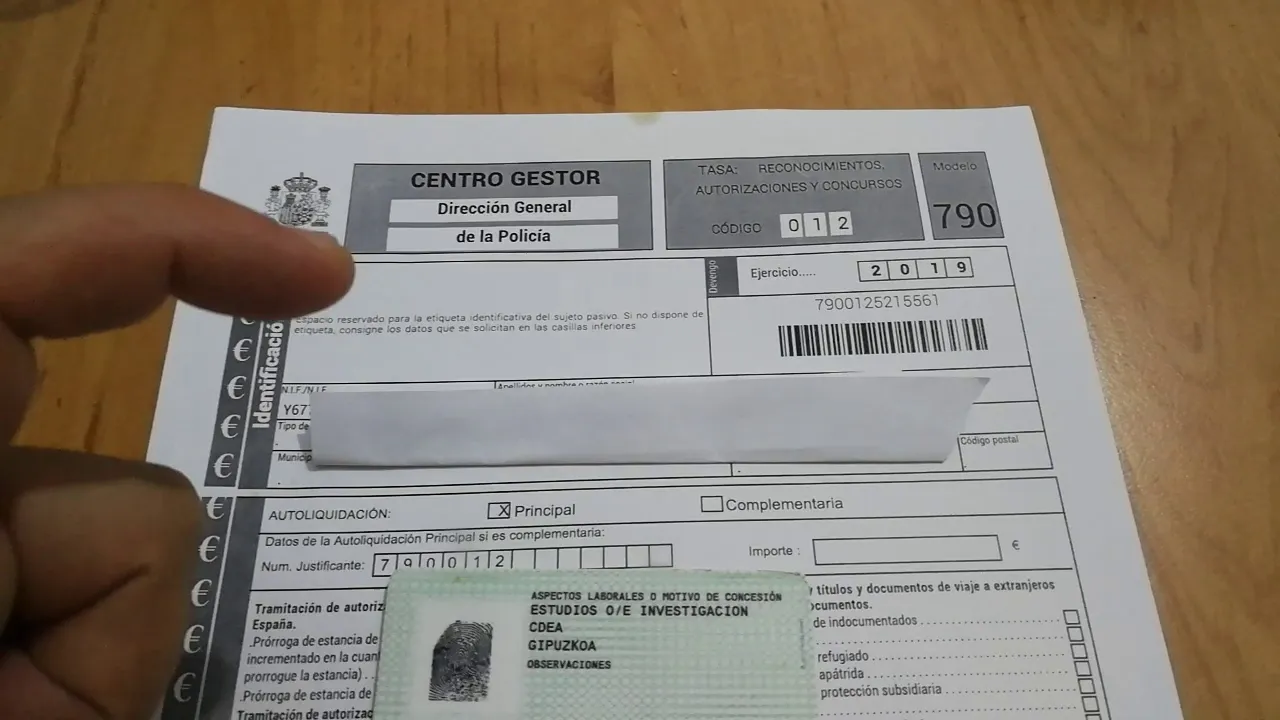 CENTRO GESTOR
Dirección General
de la Policía
TASA: RECONOCIMIENTOS,
AUTORIZACIONES Y CONCURSOS
CÓDIGO 0 1 2
Modelo
790
Devengo
Ejercicio..... 2 0 1 9
7900125215561
Espacio reservado para la etiqueta identificativa del sujeto pasivo. Si no dispone de
etiqueta, consigne los datos que se solicitan en las casillas inferiores
Identificació
€
€
€
€
€
N.I.F./N.I.E Apellidos y nombre o razón social
Y67
Tipo de
Código postal
Municip
€
€
€
€
€
AUTOLIQUIDACIÓN: X Principal Complementaria
Datos de la Autoliquidación Principal si es complementaria:
Num. Justificante: 7 9 0 0 1 2 Importe : €
Tramitación de autoriz
España.
.Prórroga de estancia de
incrementado en la cuan
prorrogue la estancia) . .
.Prórroga de estancia de
Tramitación de autorizac
ASPECTOS LABORALES O MOTIVO DE CONCESIÓN
ESTUDIOS O/E INVESTIGACION
CDEA
GIPUZKOA
OBSERVACIONES
títulos y documentos de viaje a extranjeros
ocumentos.
de indocumentados
refugiado
apátrida
protección subsidiaria